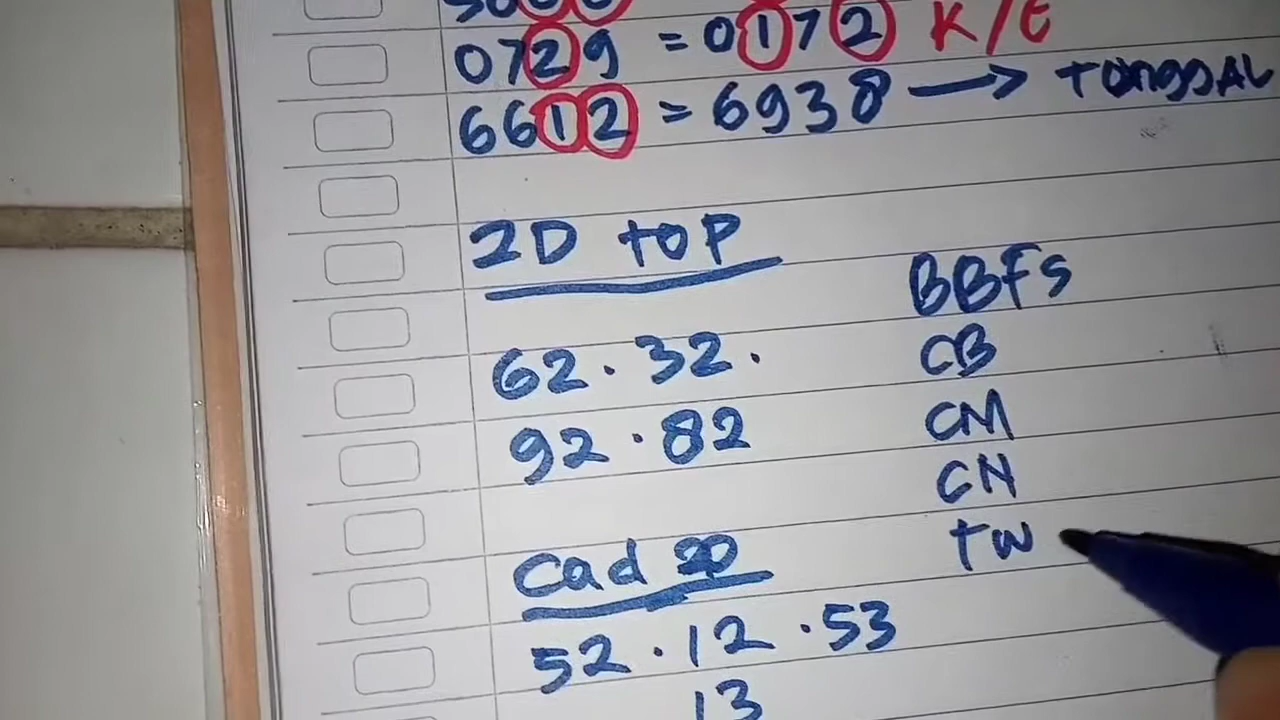 0729 = 0172 K/E
6612 = 6938 → tonggAL
2D toP
BBFs
62. 32.
CB
92. 82
CM
CN
Cad 2D
tw
52. 12. 53
13